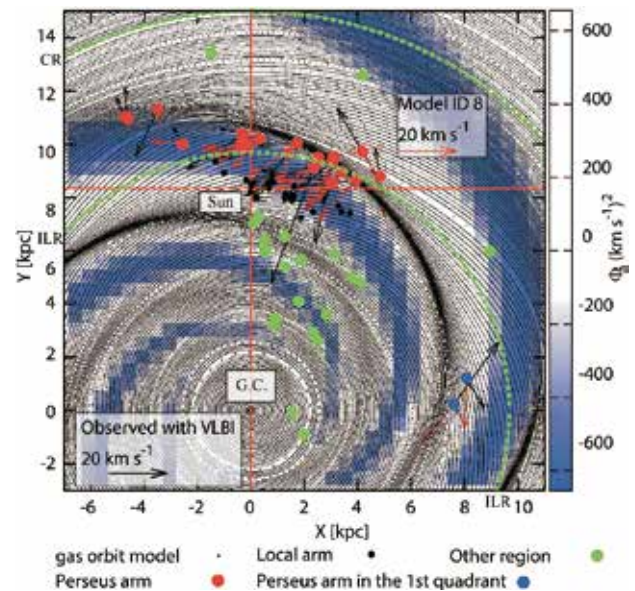 14
CR
12
10
8
ILR
6
4
2
0
-2
Y [kpc]
Model ID 8
20 km s⁻¹
Sun
G.C.
Observed with VLBI
20 km s⁻¹
ILR
-6 -4 -2 0 2 4 6 8 10
X [kpc]
600
400
200
0
-200
-400
-600
(km s⁻¹)²
gas orbit model
Local arm
Other region
Perseus arm
Perseus arm in the 1st quadrant